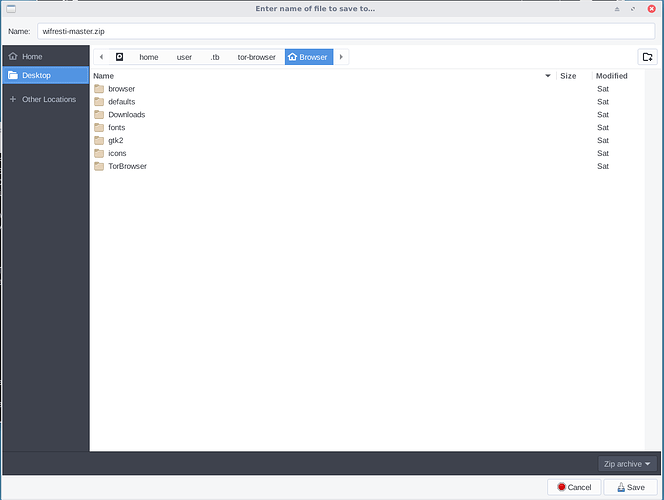 Enter name of file to save to...
Name: wifresti-master.zip
Home
Desktop
Other Locations
home user .tb tor-browser Browser
Name Size Modified
browser Sat
defaults Sat
Downloads Sat
fonts Sat
gtk2 Sat
icons Sat
TorBrowser Sat
Zip archive
Cancel Save